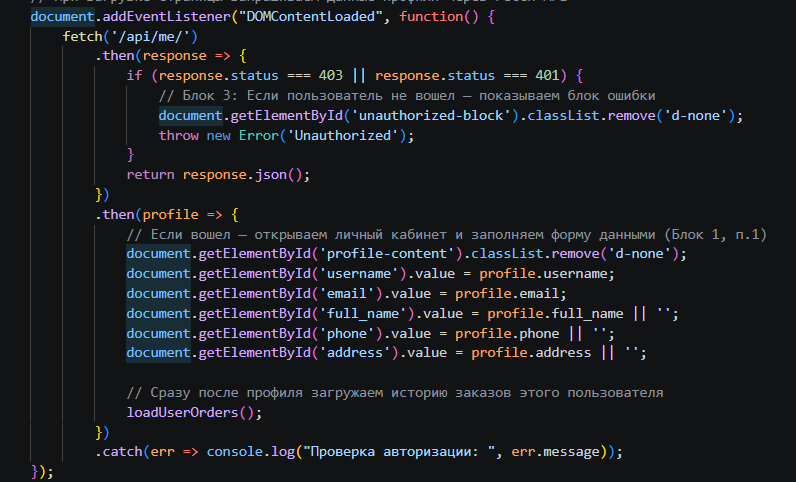 document.addEventListener("DOMContentLoaded", function() {
fetch('/api/me/')
.then(response => {
if (response.status === 403 || response.status === 401) {
// Блок 3: Если пользователь не вошел — показываем блок ошибки
document.getElementById('unauthorized-block').classList.remove('d-none');
throw new Error('Unauthorized');
}
return response.json();
})
.then(profile => {
// Если вошел — открываем личный кабинет и заполняем форму данными (Блок 1, п.1)
document.getElementById('profile-content').classList.remove('d-none');
document.getElementById('username').value = profile.username;
document.getElementById('email').value = profile.email;
document.getElementById('full_name').value = profile.full_name || '';
document.getElementById('phone').value = profile.phone || '';
document.getElementById('address').value = profile.address || '';
// Сразу после профиля загружаем историю заказов этого пользователя
loadUserOrders();
})
.catch(err => console.log("Проверка авторизации: ", err.message));
});